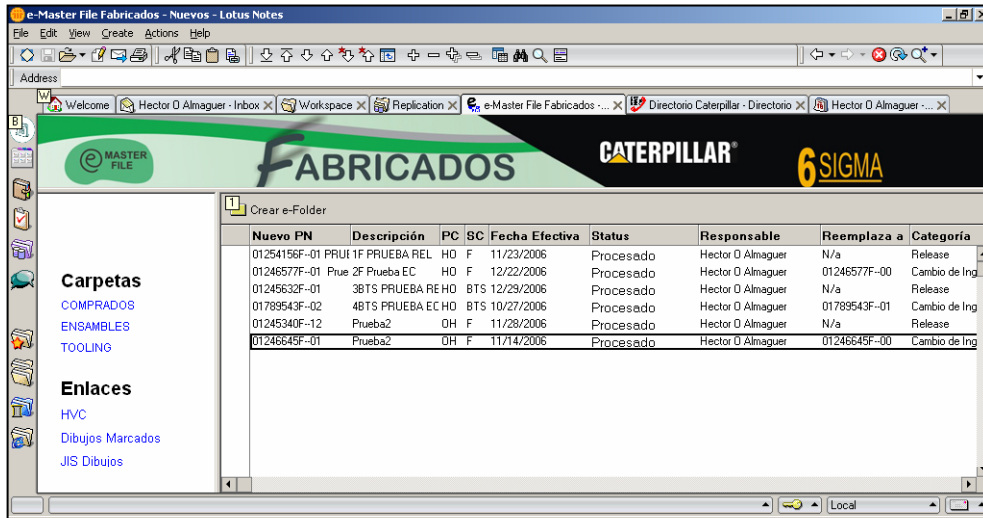 e-Master File Fabricados - Nuevos - Lotus Notes
File Edit View Create Actions Help
Address
Welcome Hector O Almaguer - Inbox Workspace Replication e-Master File Fabricados - ... Directorio Caterpillar - Directorio Hector O Almaguer - ...
e MASTER FILE
FABRICADOS
CATERPILLAR®
6 SIGMA
1 Crear e-Folder
Nuevo PN Descripción PC SC Fecha Efectiva Status Responsable Reemplaza a Categoría
01254156F--01 PRUE 1F PRUEBA REL HO F 11/23/2006 Procesado Hector O Almaguer N/a Release
01246577F--01 Prue 2F Prueba EC HO F 12/22/2006 Procesado Hector O Almaguer 01246577F--00 Cambio de Ing
01245632F--01 3BTS PRUEBA RE HO BTS 12/29/2006 Procesado Hector O Almaguer N/a Release
01789543F--02 4BTS PRUEBA EC HO BTS 10/27/2006 Procesado Hector O Almaguer 01789543F--01 Cambio de Ing
01245340F--12 Prueba2 OH F 11/28/2006 Procesado Hector O Almaguer N/a Release
01246645F--01 Prueba2 OH F 11/14/2006 Procesado Hector O Almaguer 01246645F--00 Cambio de Ing
Carpetas
COMPRADOS
ENSAMBLES
TOOLING
Enlaces
HVC
Dibujos Marcados
JIS Dibujos
Local